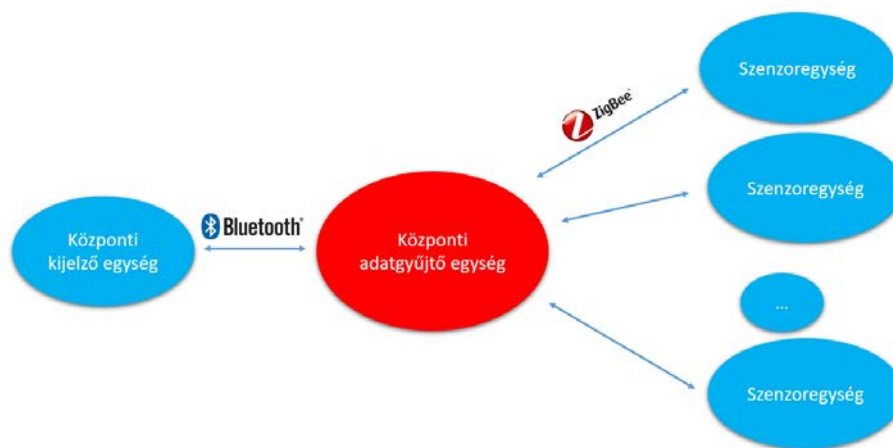 Szenzoregység
ZigBee
Szenzoregység
Bluetooth
Központi
kijelző egység
Központi
adatgyűjtő egység
...
Szenzoregység